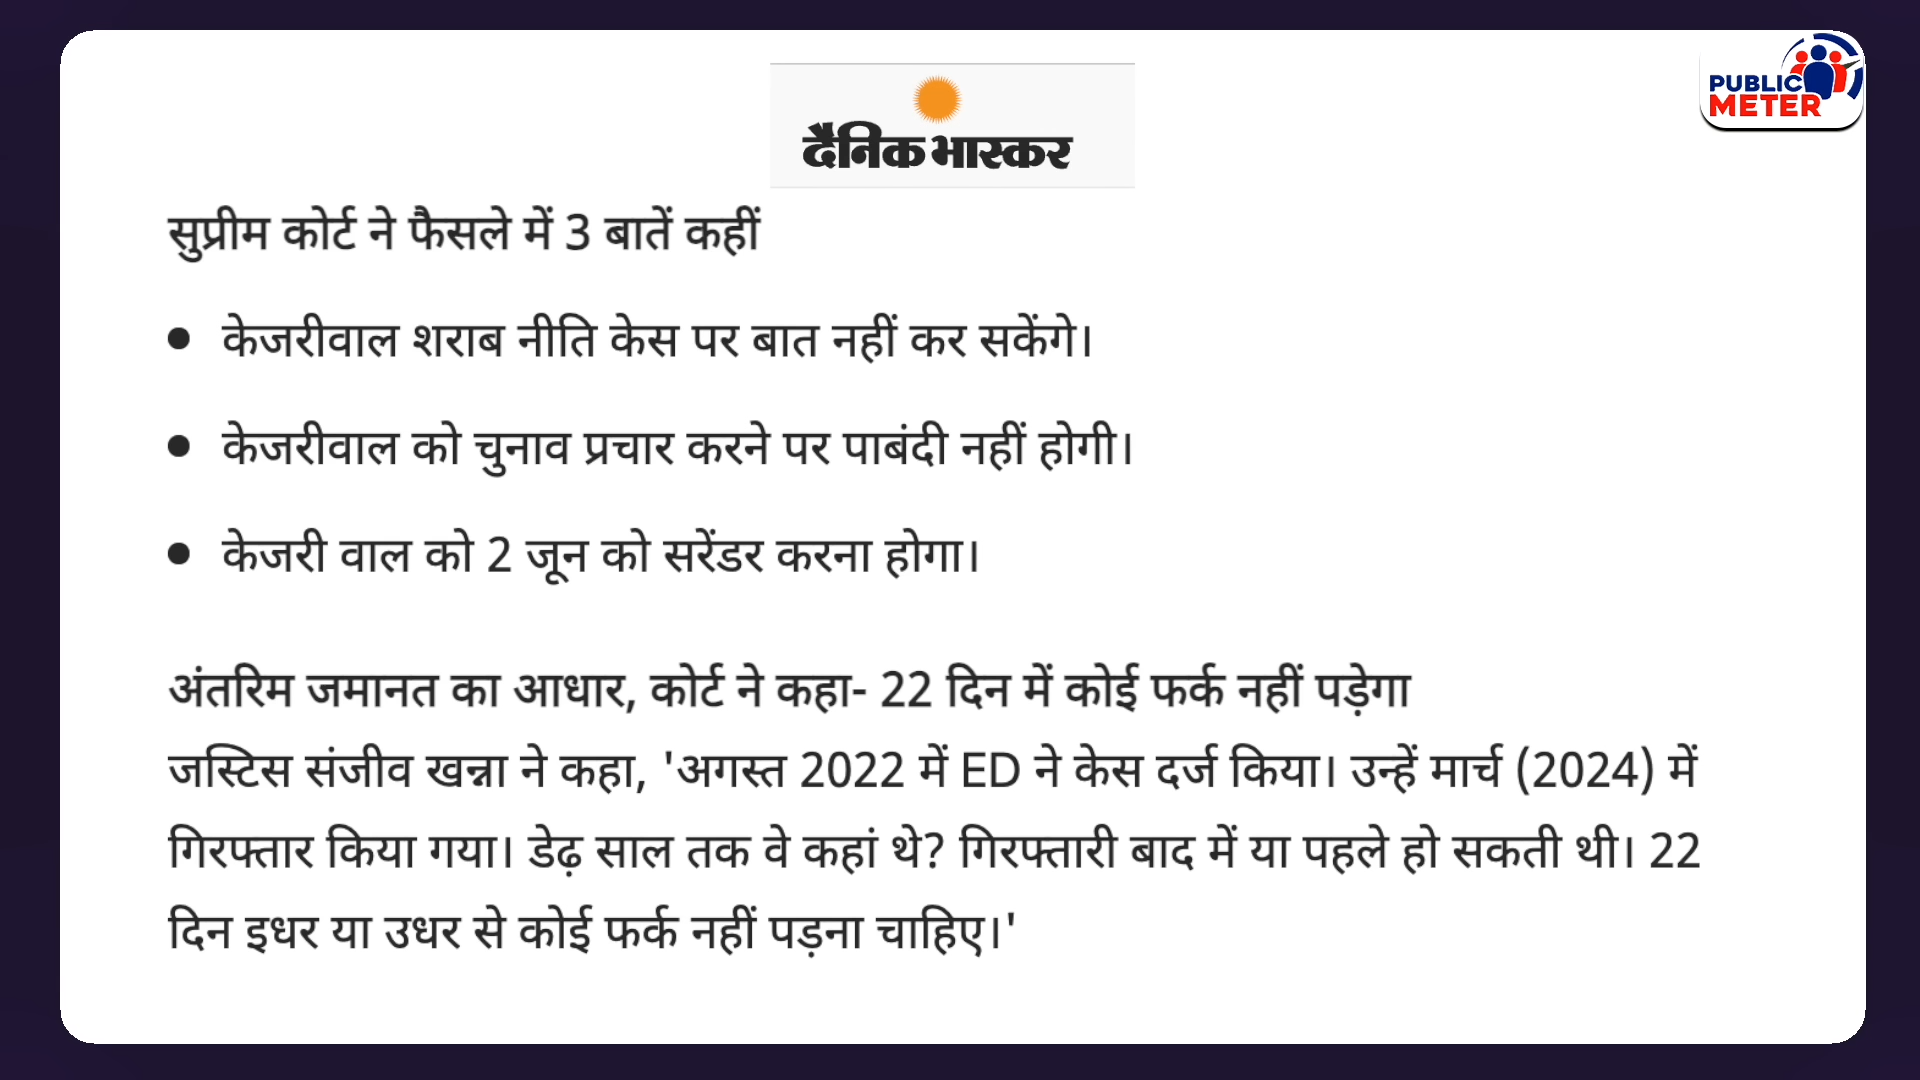 PUBLIC
METER
दैनिक भास्कर
सुप्रीम कोर्ट ने फैसले में 3 बातें कहीं
● केजरीवाल शराब नीति केस पर बात नहीं कर सकेंगे।
● केजरीवाल को चुनाव प्रचार करने पर पाबंदी नहीं होगी।
● केजरी वाल को 2 जून को सरेंडर करना होगा।
अंतरिम जमानत का आधार, कोर्ट ने कहा- 22 दिन में कोई फर्क नहीं पड़ेगा
जस्टिस संजीव खन्ना ने कहा, 'अगस्त 2022 में ED ने केस दर्ज किया। उन्हें मार्च (2024) में
गिरफ्तार किया गया। डेढ़ साल तक वे कहां थे? गिरफ्तारी बाद में या पहले हो सकती थी। 22
दिन इधर या उधर से कोई फर्क नहीं पड़ना चाहिए।'